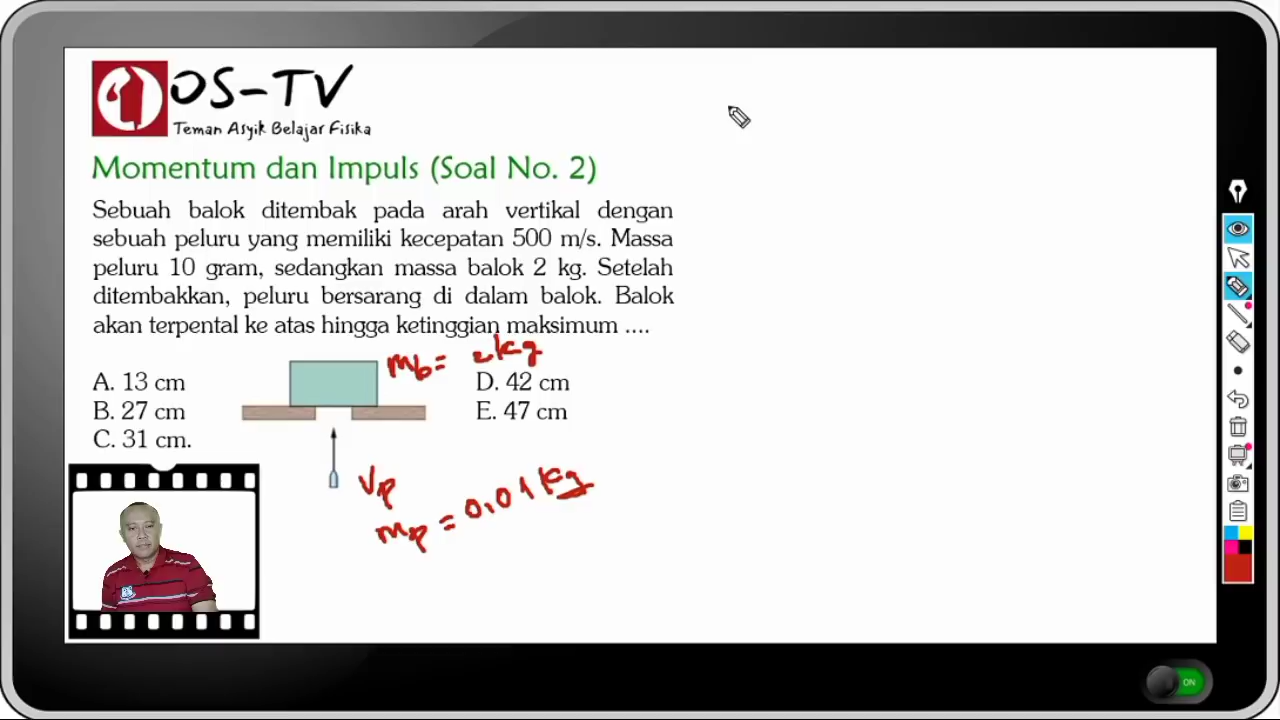 OS-TV
Teman Asyik Belajar Fisika
Momentum dan Impuls (Soal No. 2)
Sebuah balok ditembak pada arah vertikal dengan
sebuah peluru yang memiliki kecepatan 500 m/s. Massa
peluru 10 gram, sedangkan massa balok 2 kg. Setelah
ditembakkan, peluru bersarang di dalam balok. Balok
akan terpental ke atas hingga ketinggian maksimum ....
mb = 2kg
A. 13 cm
D. 42 cm
B. 27 cm
E. 47 cm
C. 31 cm.
Vp
mp = 0,01 kg
ON